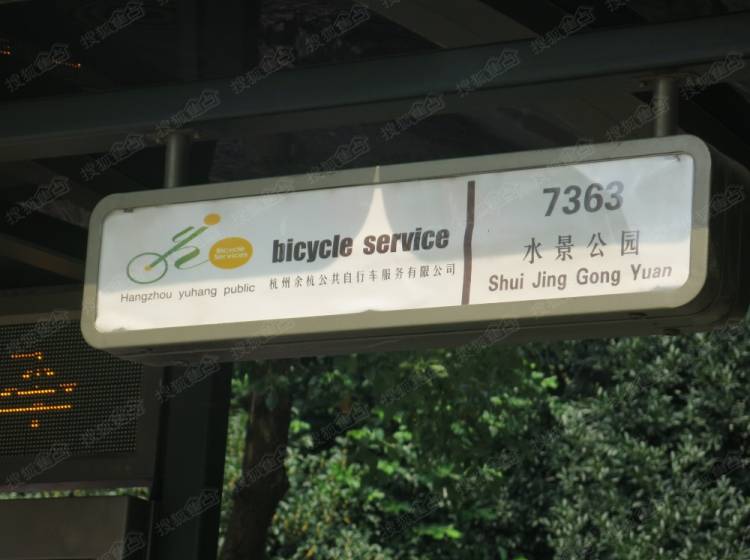 Bicycle
Services
Hangzhou yuhang public
bicycle service
杭州余杭公共自行车服务有限公司
7363
水景公园
Shui Jing Gong Yuan